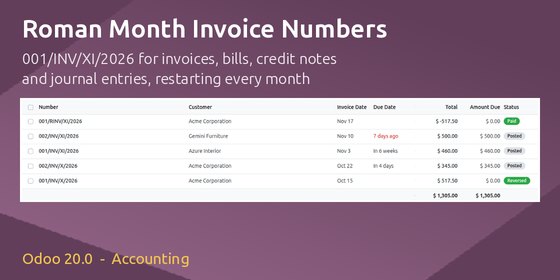 Roman Month Invoice Numbers
001/INV/XI/2026 for invoices, bills, credit notes
and journal entries, restarting every month
Number Customer Invoice Date Due Date Total Amount Due Status
001/RINV/XI/2026 Acme Corporation Nov 17 $ -517.50 $ 0.00 Paid
002/INV/XI/2026 Gemini Furniture Nov 10 7 days ago $ 500.00 $ 500.00 Posted
001/INV/XI/2026 Azure Interior Nov 3 In 6 weeks $ 460.00 $ 460.00 Posted
002/INV/X/2026 Acme Corporation Oct 22 In 4 days $ 345.00 $ 345.00 Posted
001/INV/X/2026 Acme Corporation Oct 15 $ 517.50 $ 0.00 Reversed
$ 1,305.00 $ 1,305.00
Odoo 20.0 - Accounting